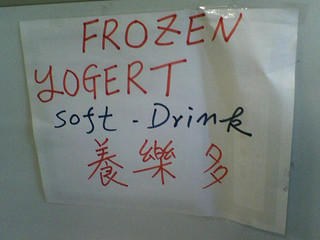 FROZEN
YOGERT
Soft - Drink
養樂多